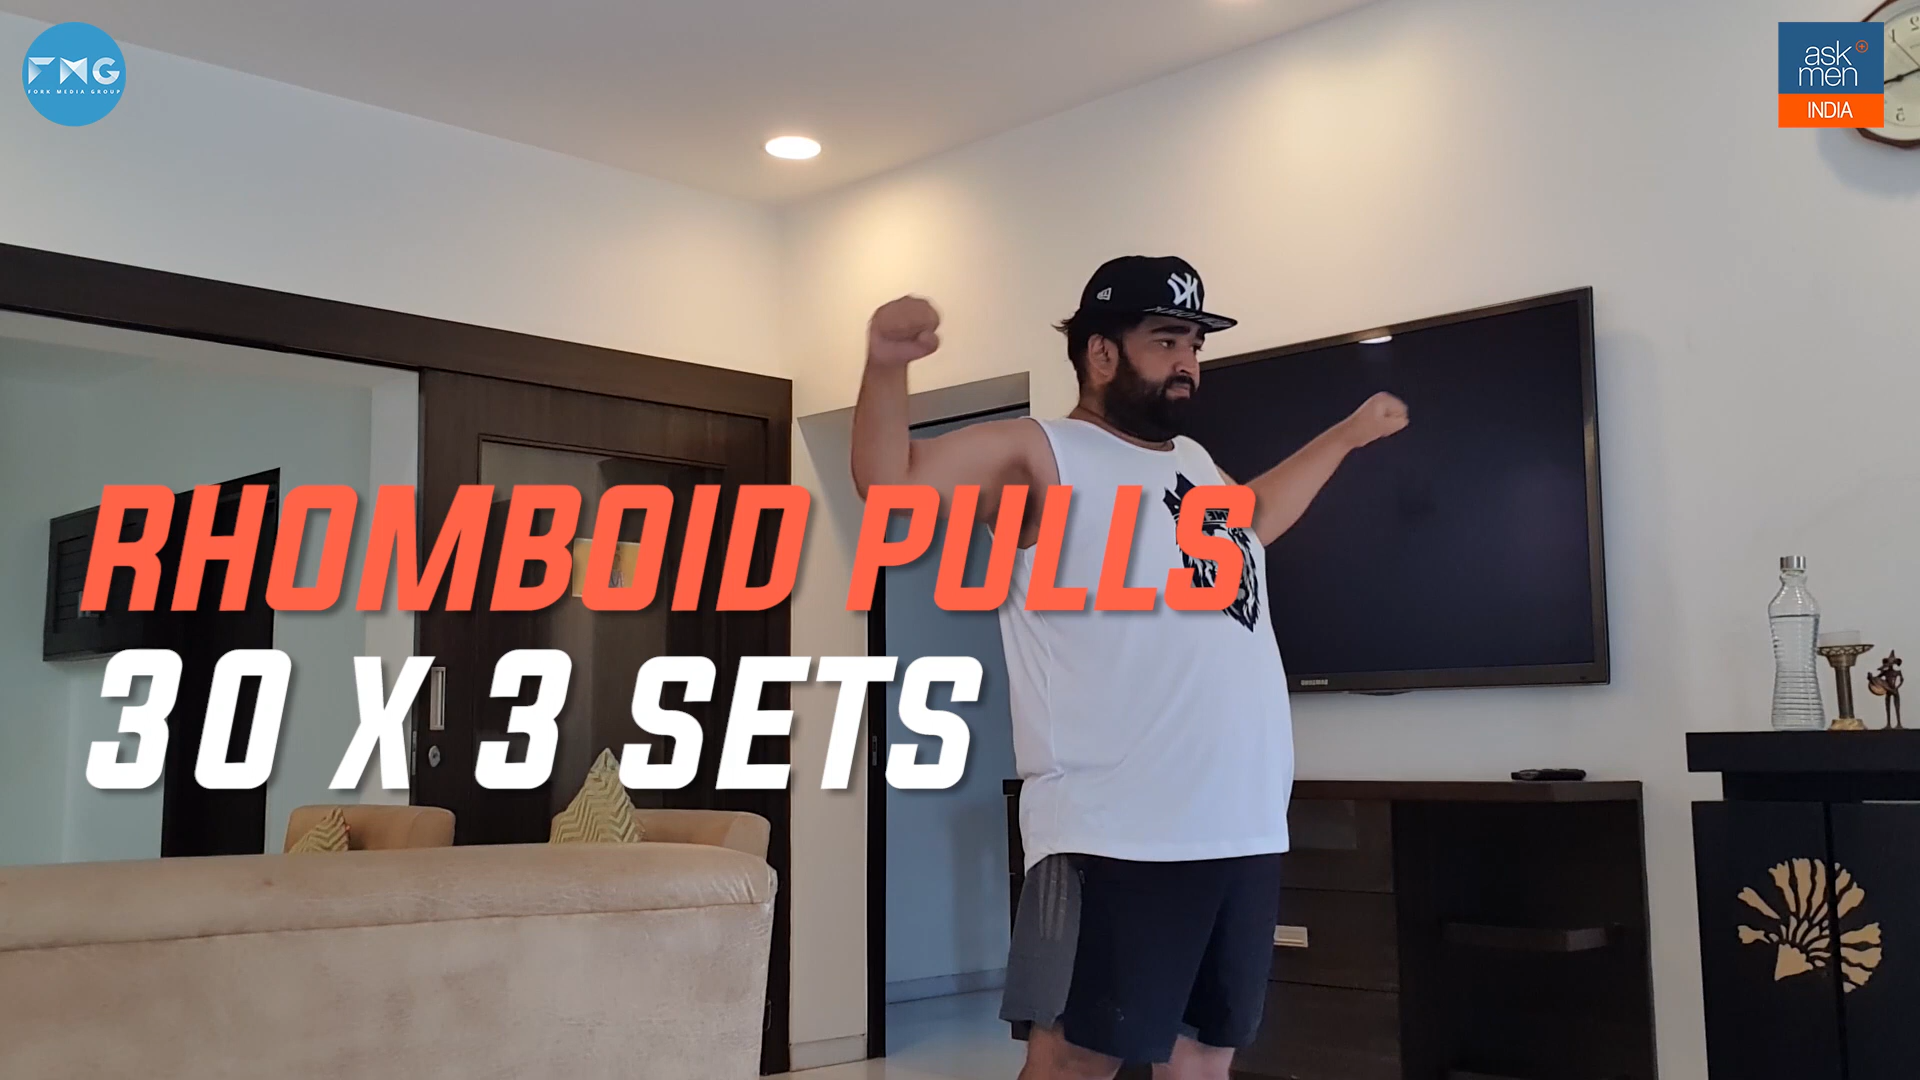 FMG
FORK MEDIA GROUP
ask
men
INDIA
RHOMBOID PULLS
30 X 3 SETS